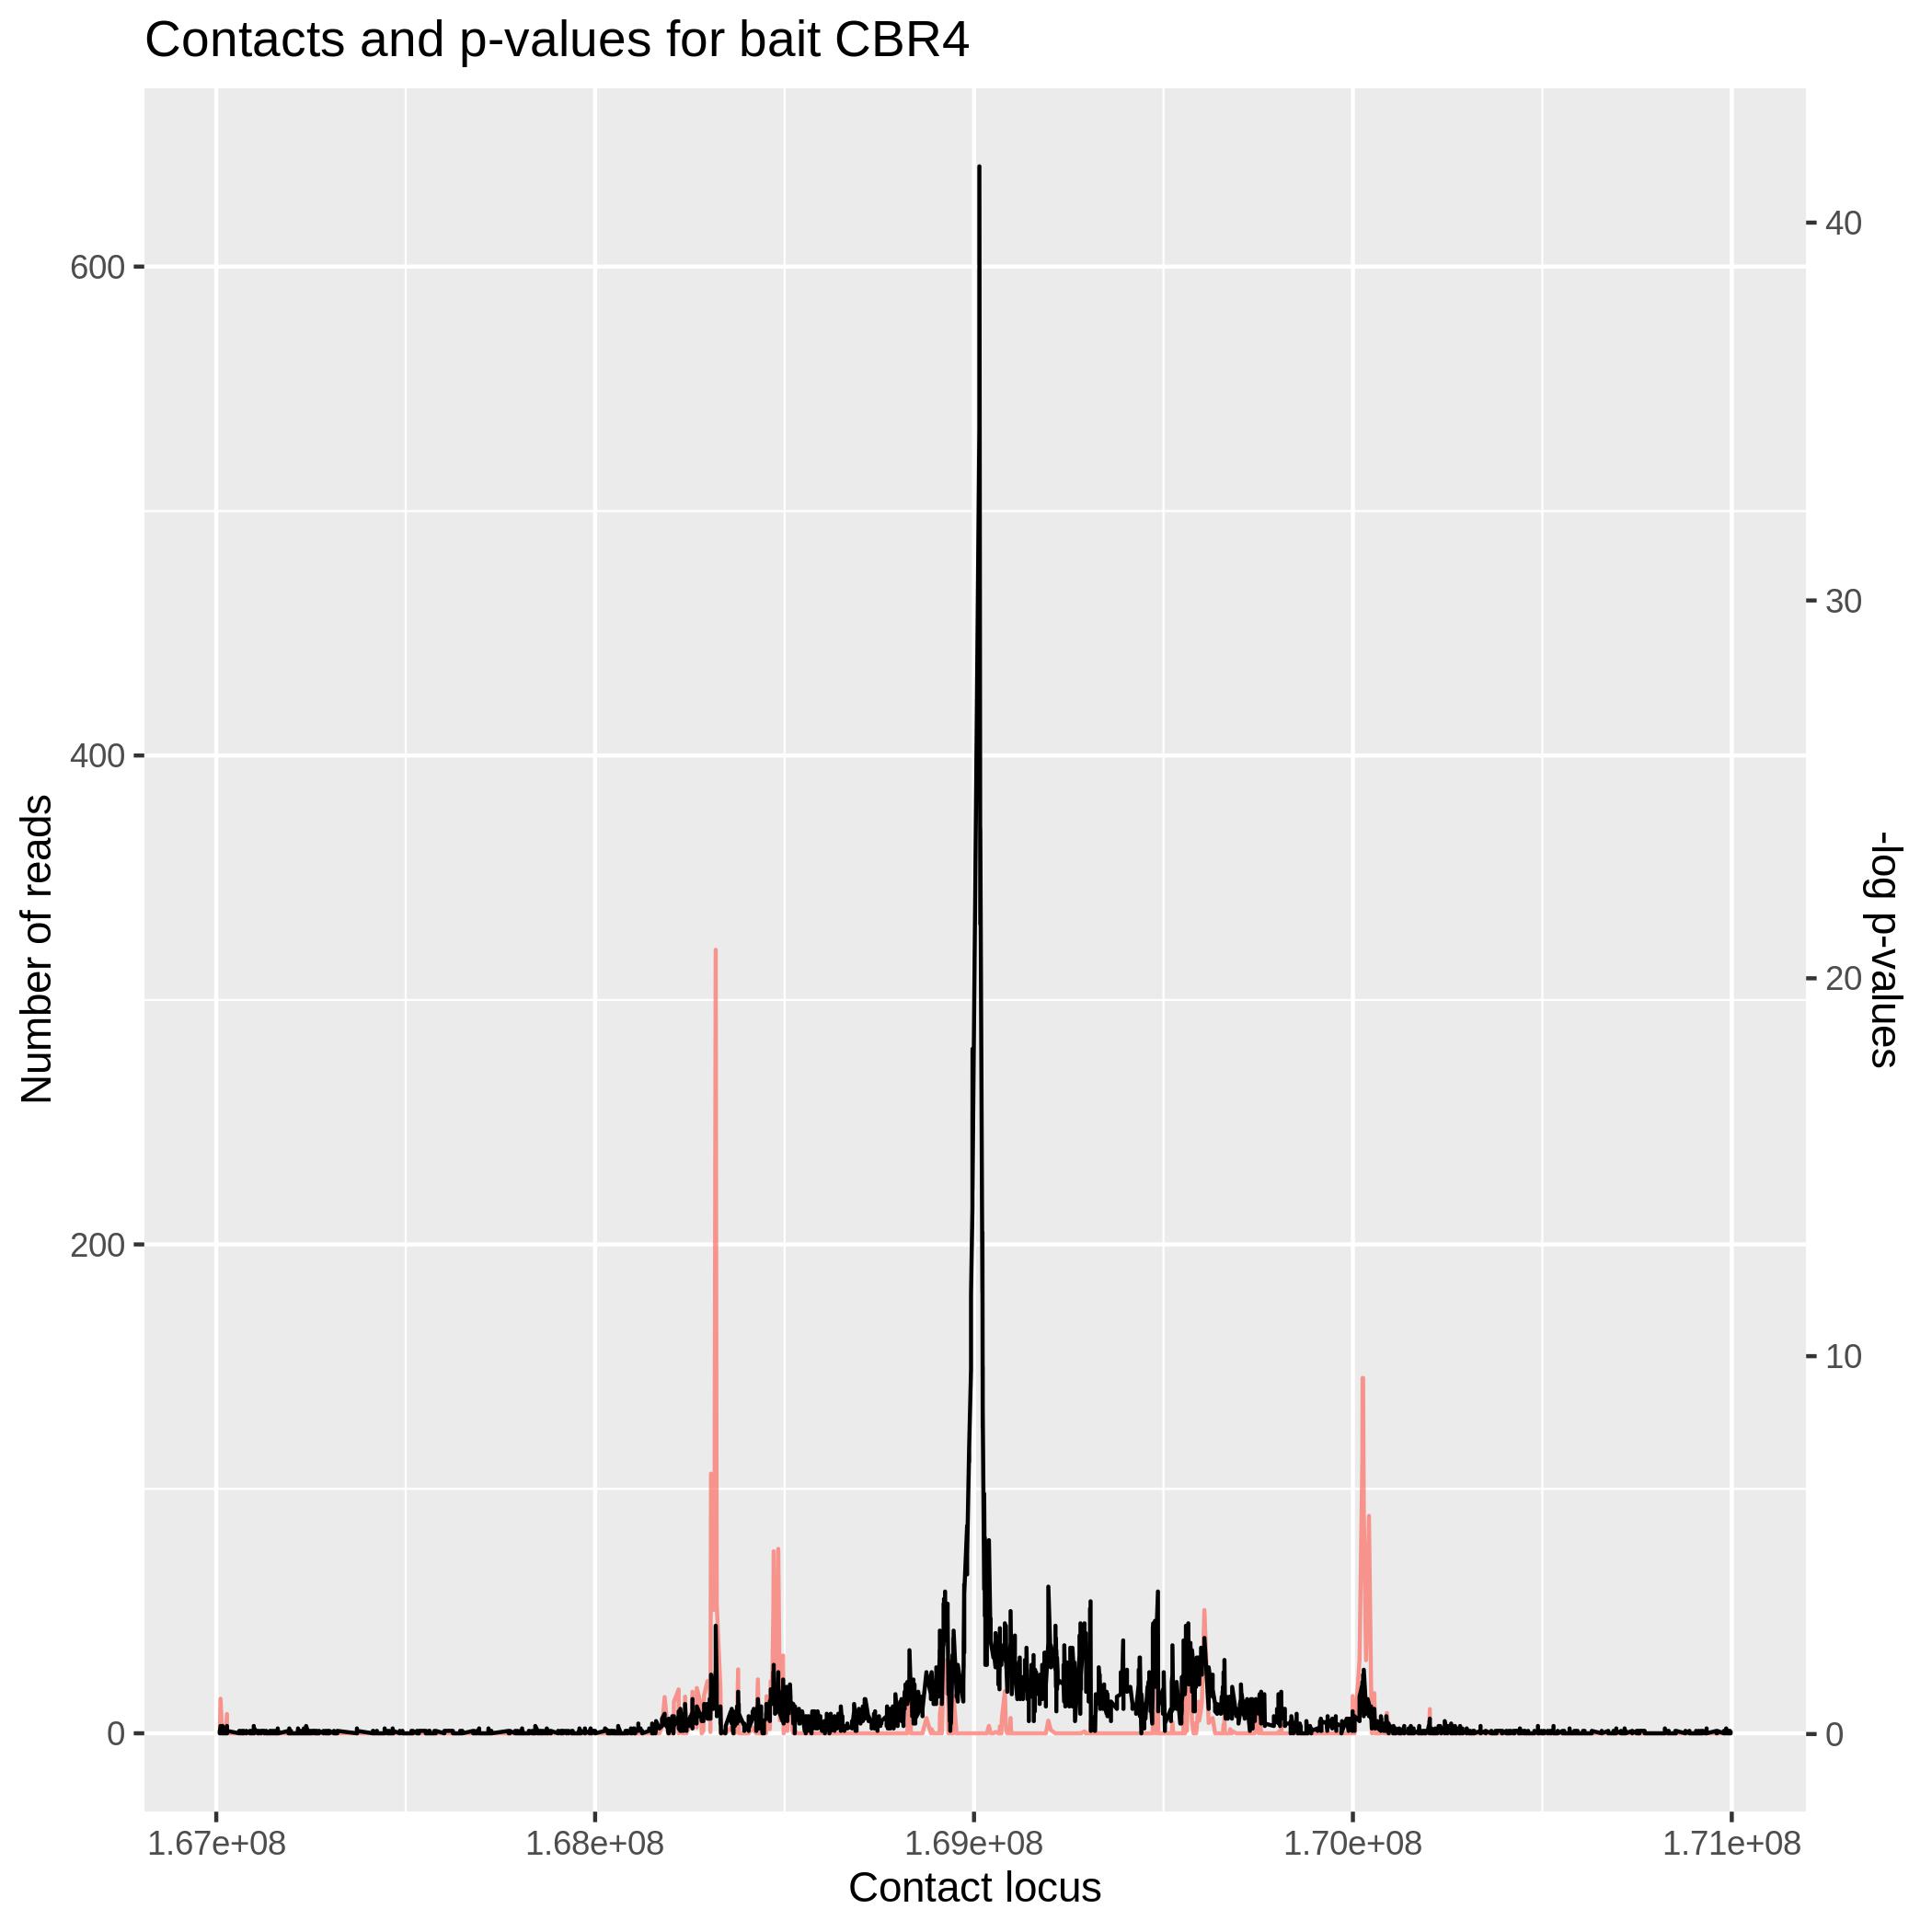 Contacts and p-values for bait CBR4
Number of reads
600
400
200
0
40
30
20
10
0
-log p-values
1.67e+08
1.68e+08
1.69e+08
1.70e+08
1.71e+08
Contact locus